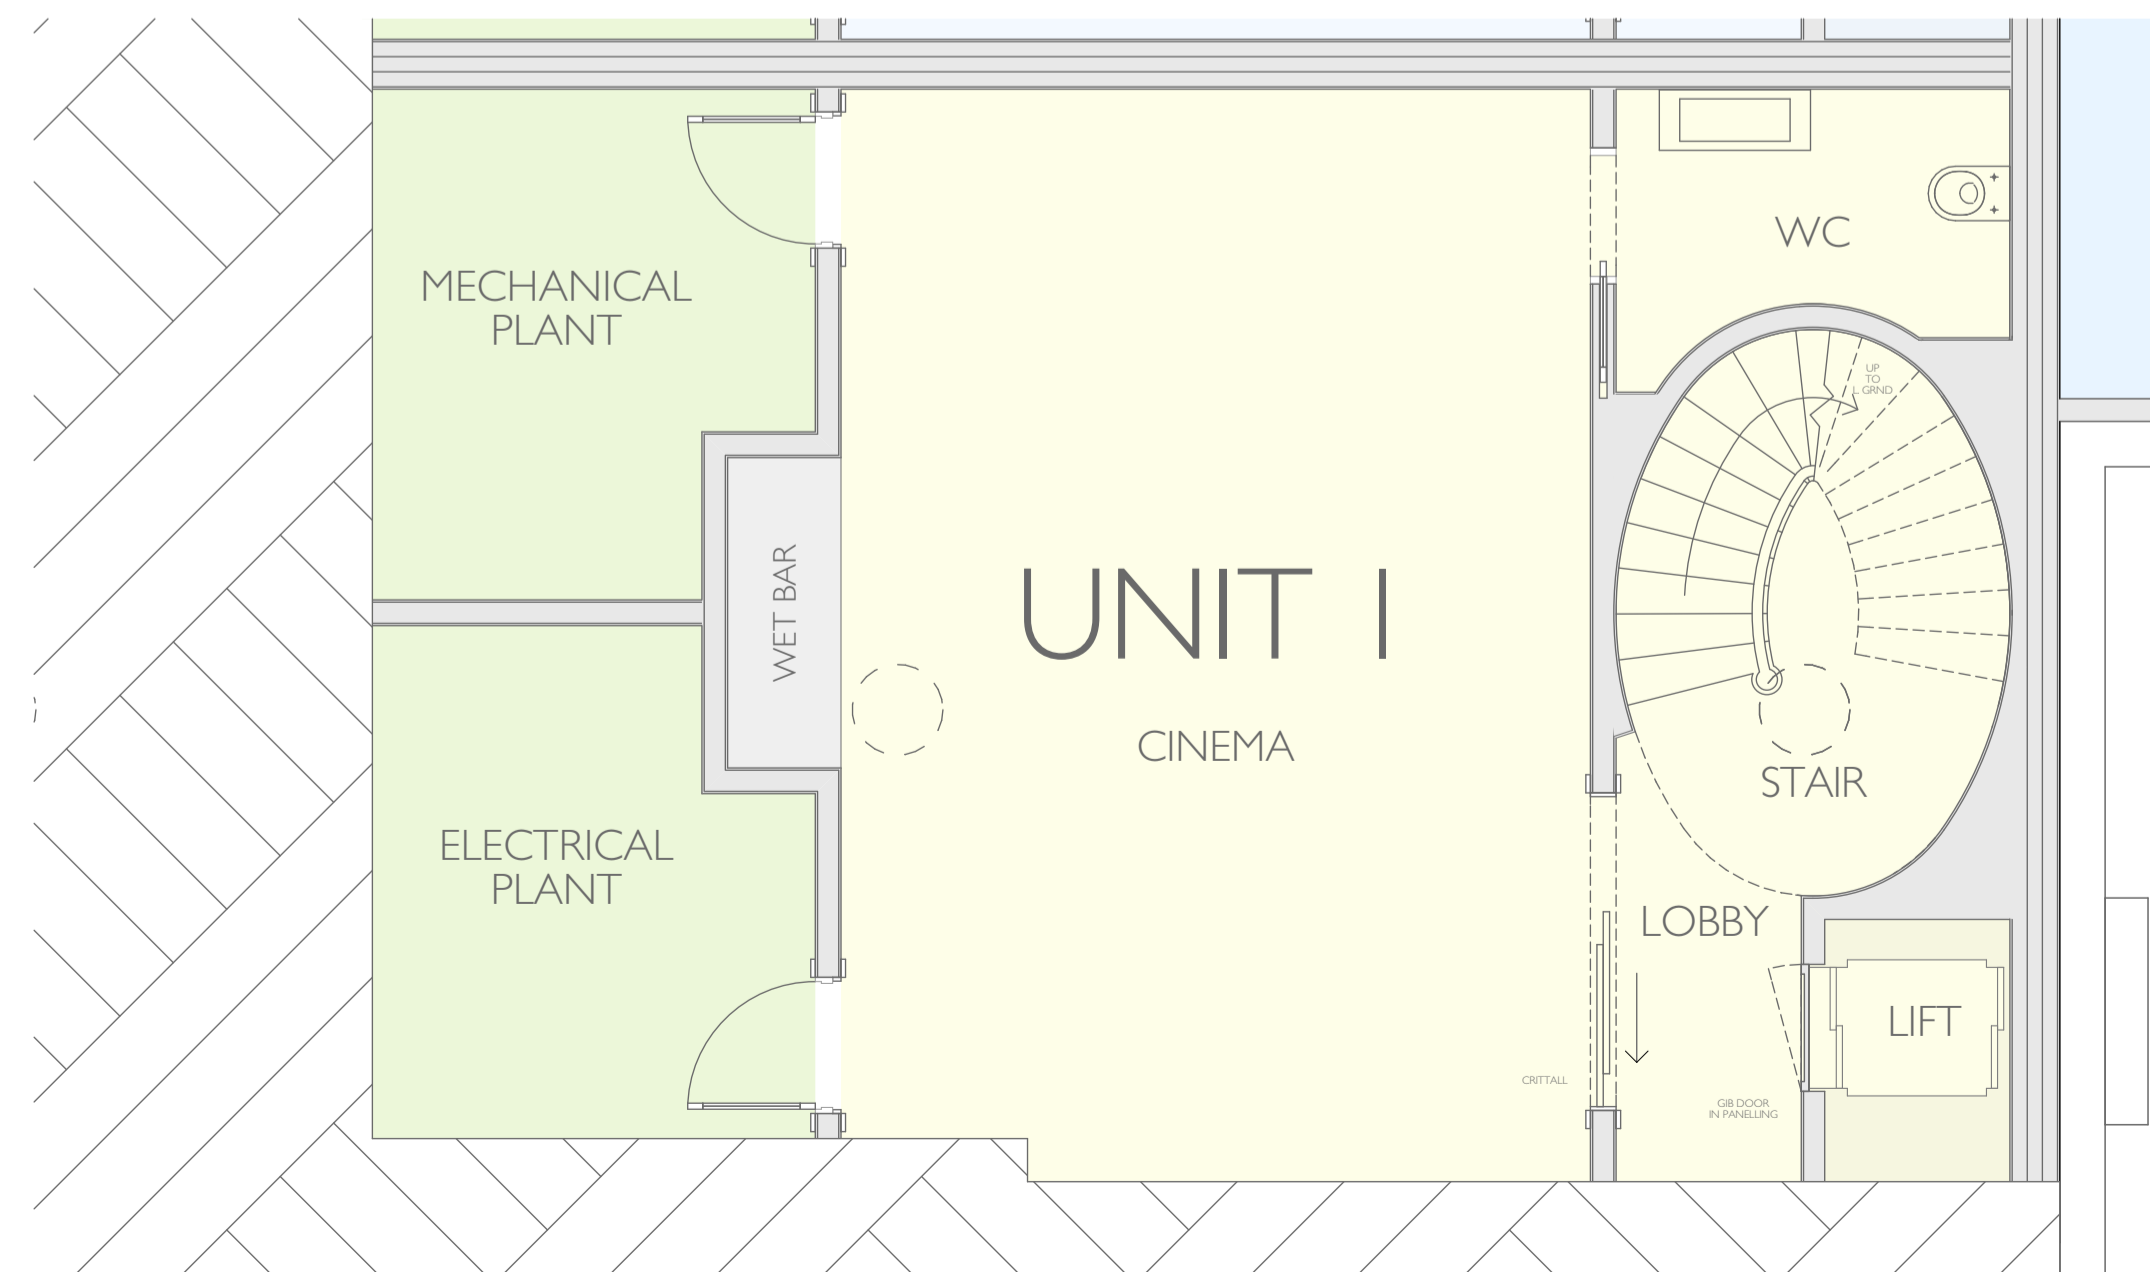 WC
MECHANICAL
PLANT
UP
TO
L GRND
WET BAR
UNIT 1
CINEMA
STAIR
ELECTRICAL
PLANT
LOBBY
LIFT
CRITTALL
GIB DOOR
IN PANELLING